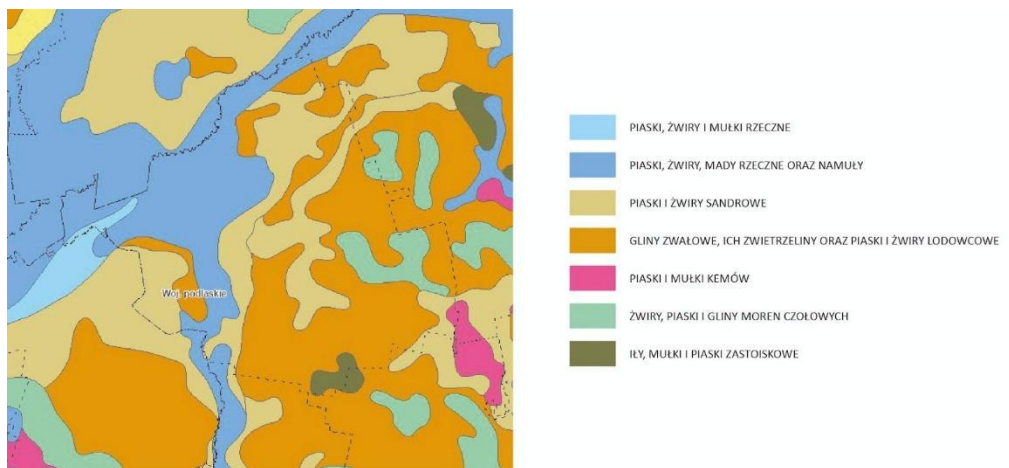 Woj. podlaskie
PIASKI, ŻWIRY I MUŁKI RZECZNE
PIASKI, ŻWIRY, MADY RZECZNE ORAZ NAMUŁY
PIASKI I ŻWIRY SANDROWE
GLINY ZWAŁOWE, ICH ZWIETRZELINY ORAZ PIASKI I ŻWIRY LODOWCOWE
PIASKI I MUŁKI KEMÓW
ŻWIRY, PIASKI I GLINY MOREN CZOŁOWYCH
IŁY, MUŁKI I PIASKI ZASTOISKOWE